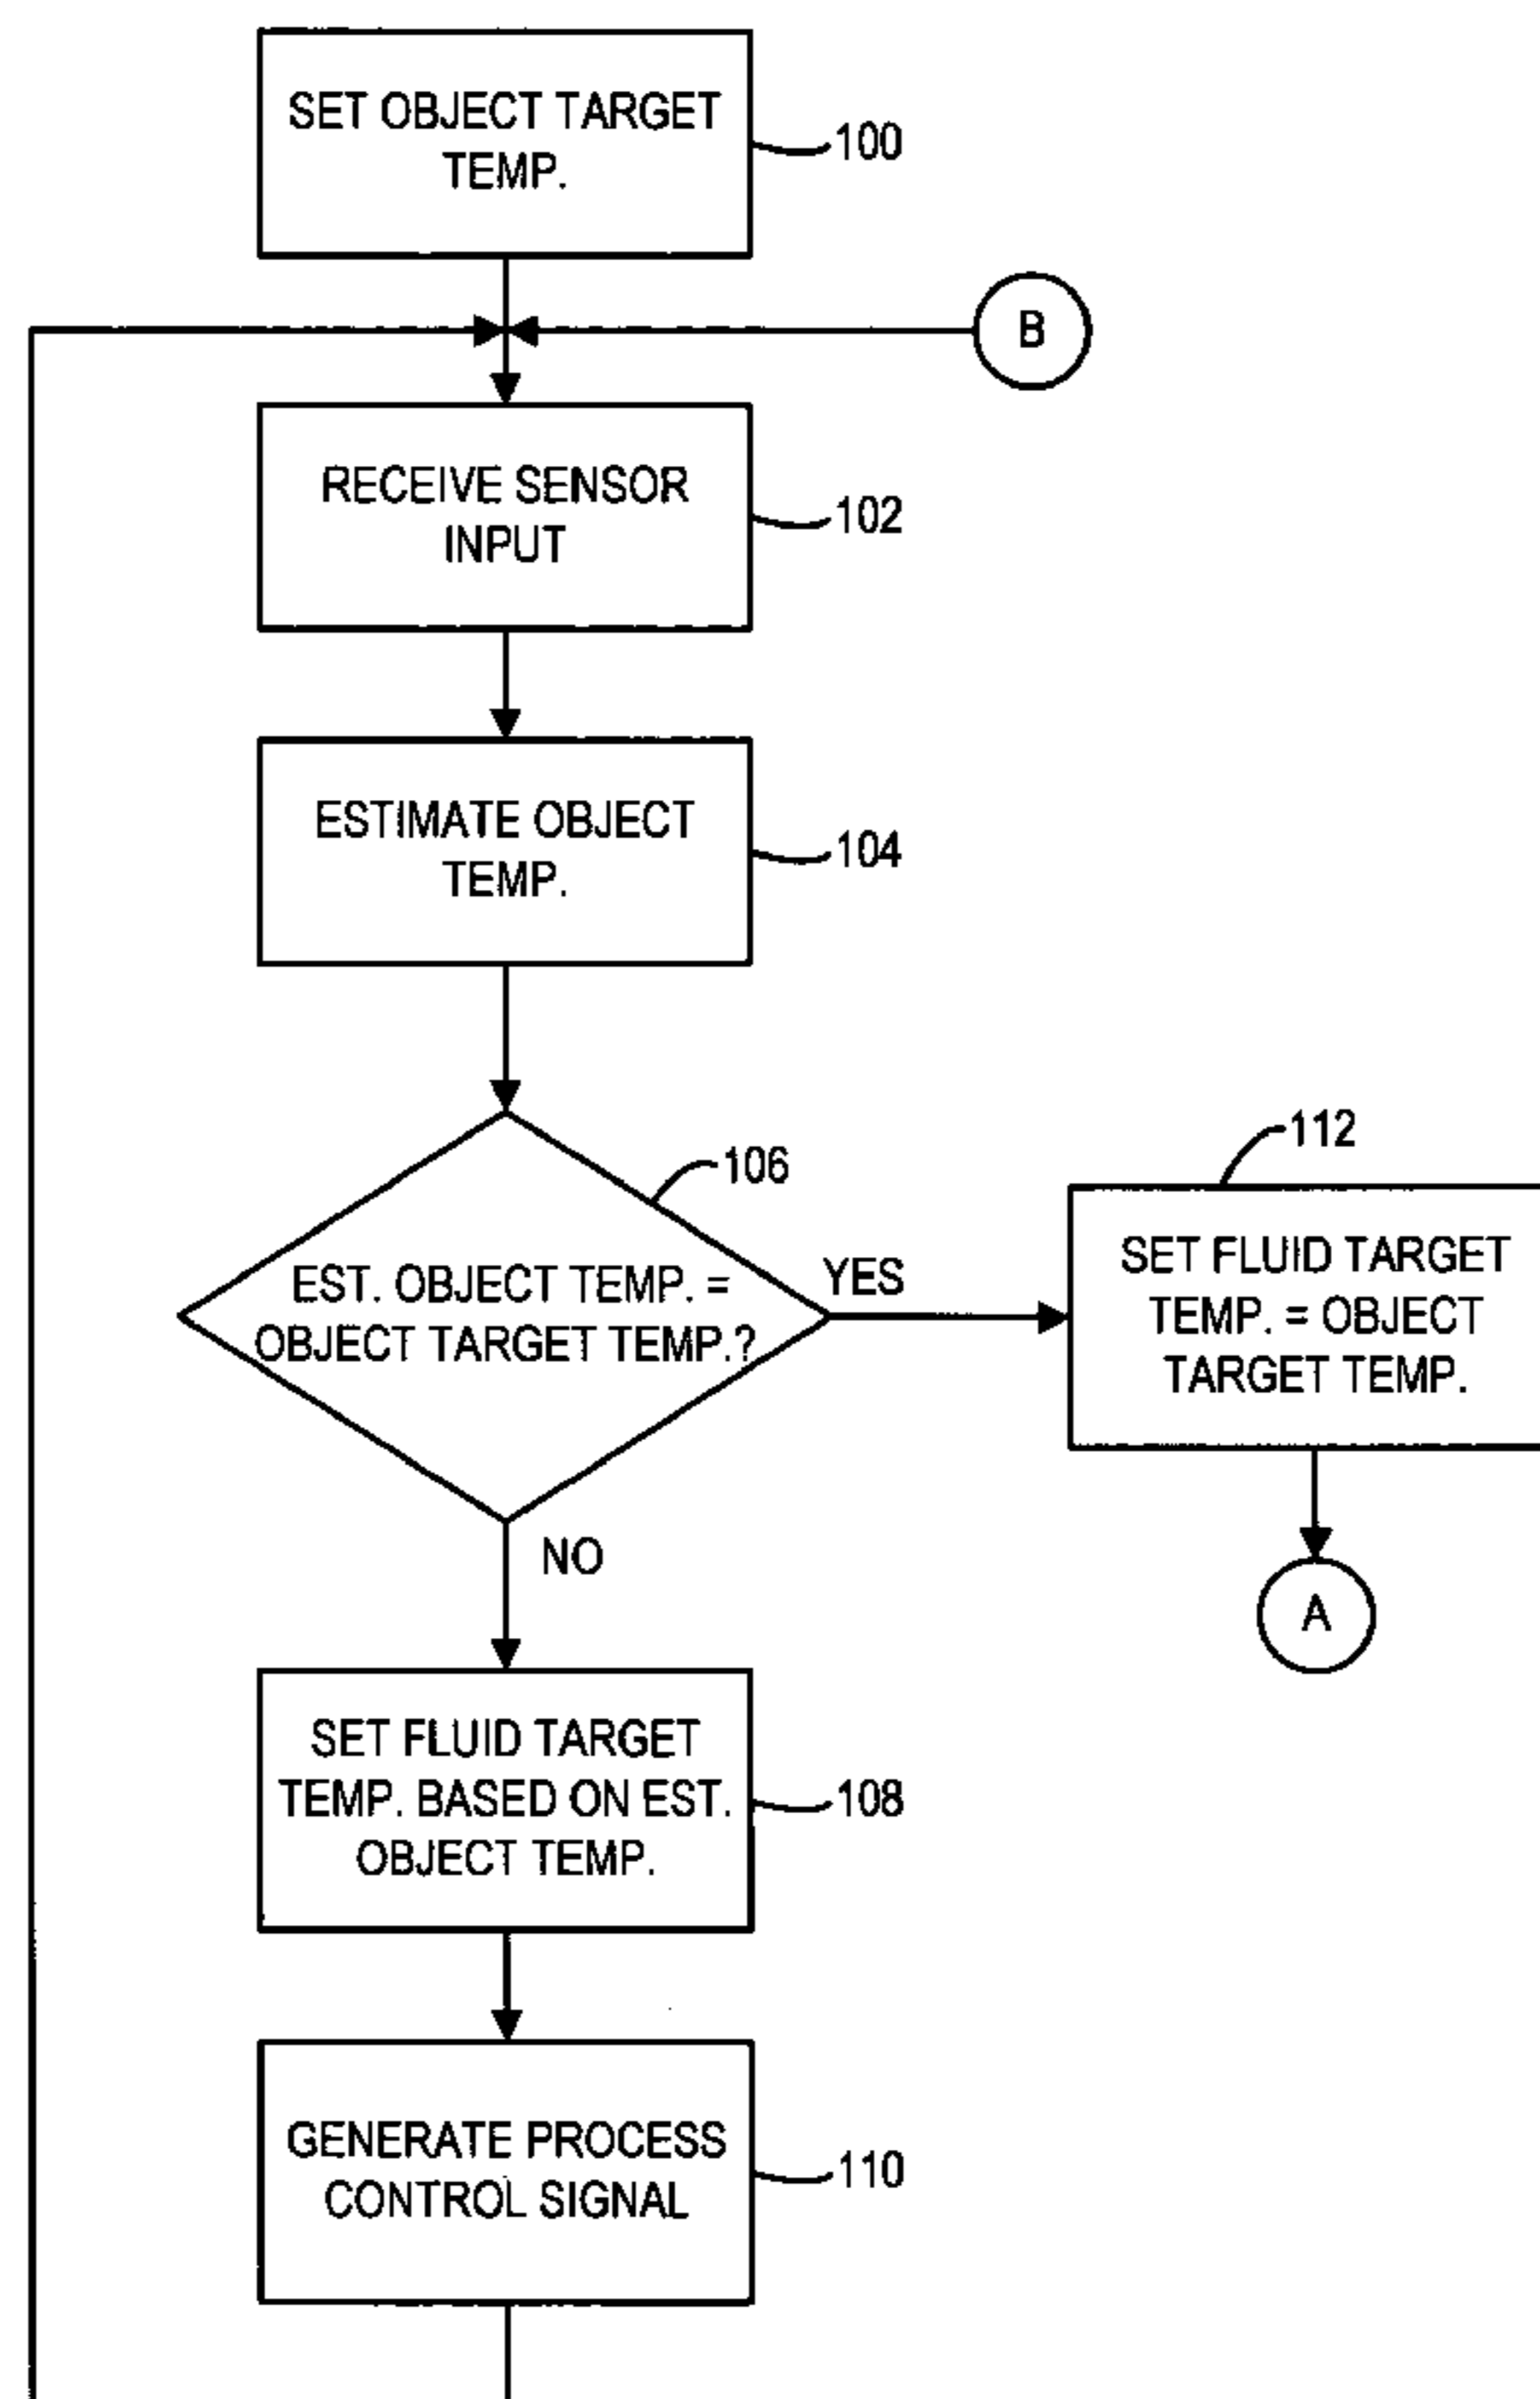 SET OBJECT TARGET
TEMP.
100
B
RECEIVE SENSOR
INPUT
102
ESTIMATE OBJECT
TEMP.
104
106
EST. OBJECT TEMP. =
OBJECT TARGET TEMP.?
YES
112
SET FLUID TARGET
TEMP. = OBJECT
TARGET TEMP.
A
NO
SET FLUID TARGET
TEMP. BASED ON EST.
OBJECT TEMP.
108
GENERATE PROCESS
CONTROL SIGNAL
110